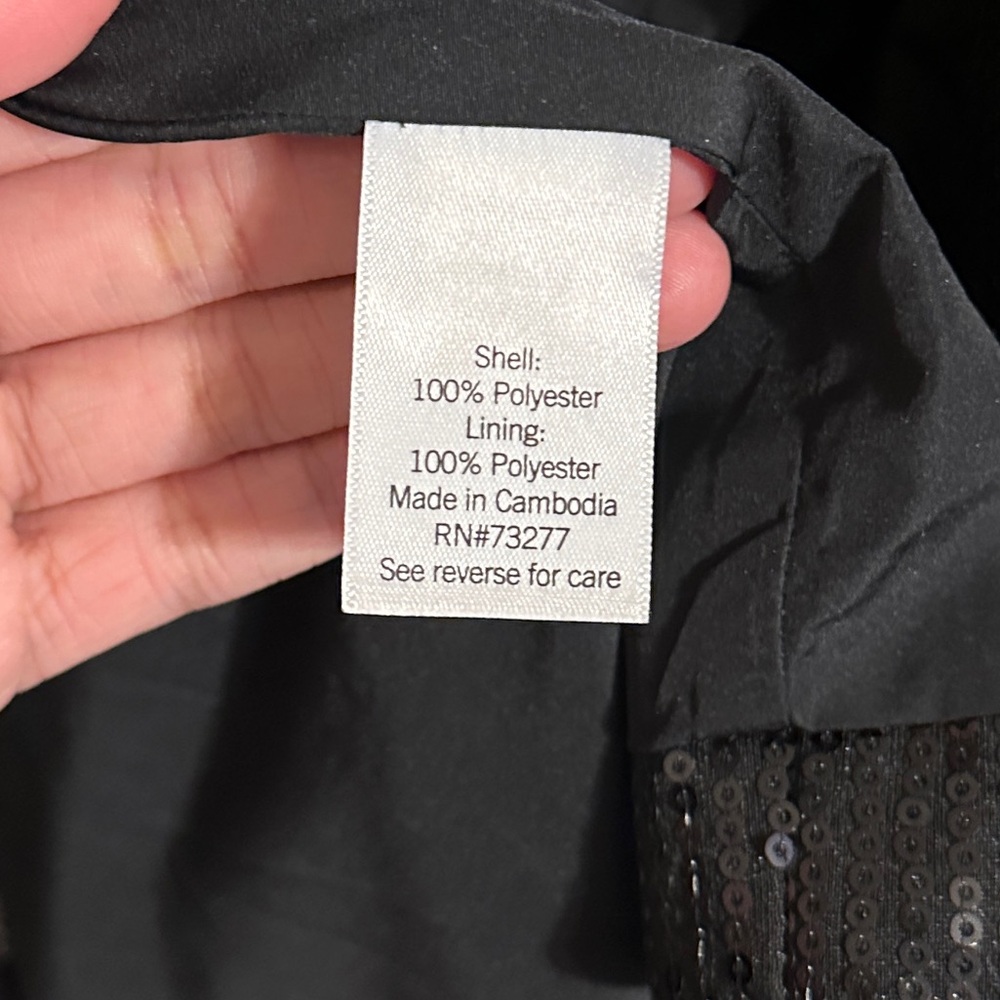 Shell:
100% Polyester
Lining:
100% Polyester
Made in Cambodia
RN#73277
See reverse for care